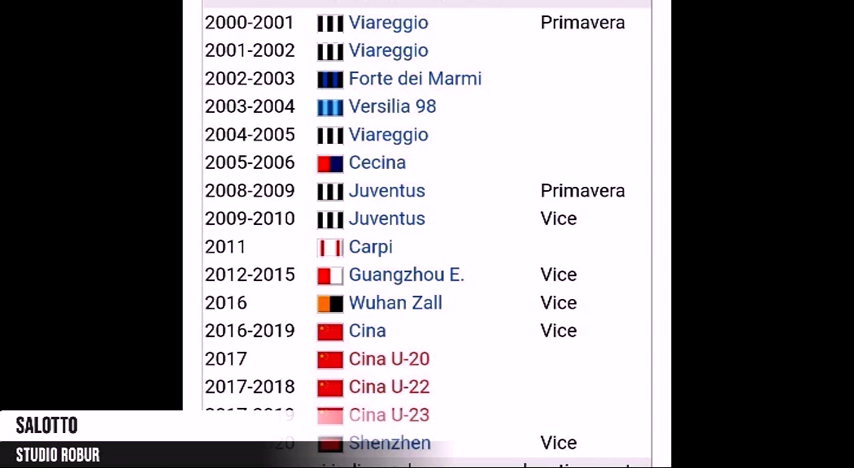 2000-2001 Viareggio Primavera
2001-2002 Viareggio
2002-2003 Forte dei Marmi
2003-2004 Versilia 98
2004-2005 Viareggio
2005-2006 Cecina
2008-2009 Juventus Primavera
2009-2010 Juventus Vice
2011 Carpi
2012-2015 Guangzhou E. Vice
2016 Wuhan Zall Vice
2016-2019 Cina Vice
2017 Cina U-20
2017-2018 Cina U-22
2017-2019 Cina U-23
Shenzhen Vice
SALOTTO
STUDIO ROBUR